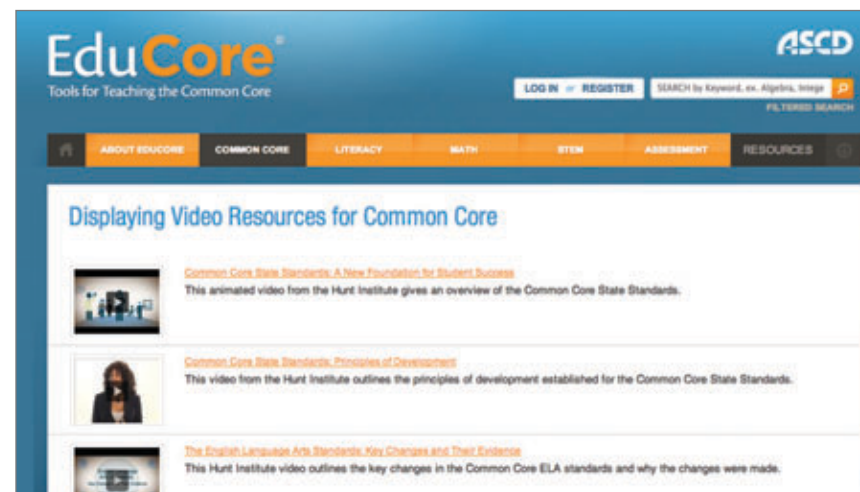 EduCore®
ASCD
Tools for Teaching the Common Core
LOG IN or REGISTER
SEARCH by Keyword, ex. Algebra, Intege
FILTERED SEARCH
ABOUT EDUCORE COMMON CORE LITERACY MATH STEM ASSESSMENT RESOURCES
Displaying Video Resources for Common Core
Common Core State Standards: A New Foundation for Student Success
This animated video from the Hunt Institute gives an overview of the Common Core State Standards.
Common Core State Standards: Principles of Development
This video from the Hunt Institute outlines the principles of development established for the Common Core State Standards.
The English Language Arts Standards: Key Changes and Their Evidence
This Hunt Institute video outlines the key changes in the Common Core ELA standards and why the changes were made.